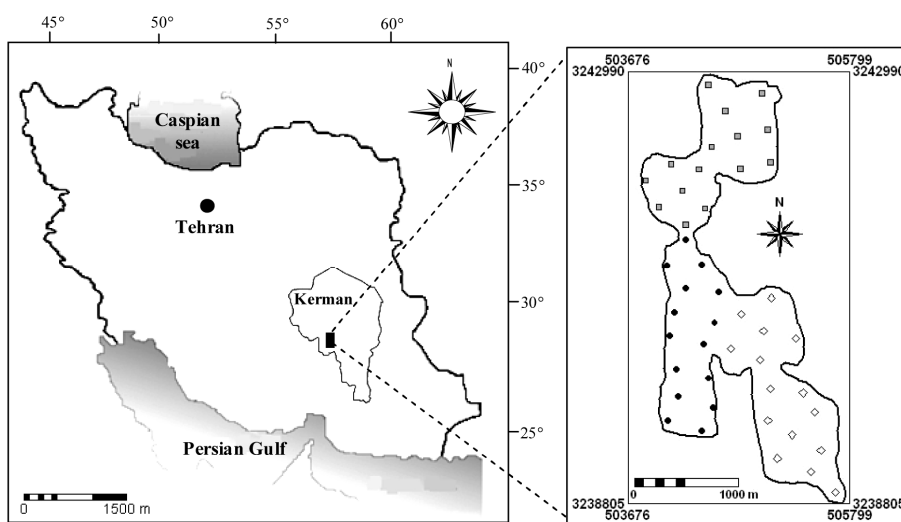 45° 50° 55° 60°
40°
35°
30°
25°
N
Caspian
sea
Tehran
Kerman
Persian Gulf
0 1500 m
503676 505799
3242990 3242990
N
0 1000 m
3238805 3238805
503676 505799